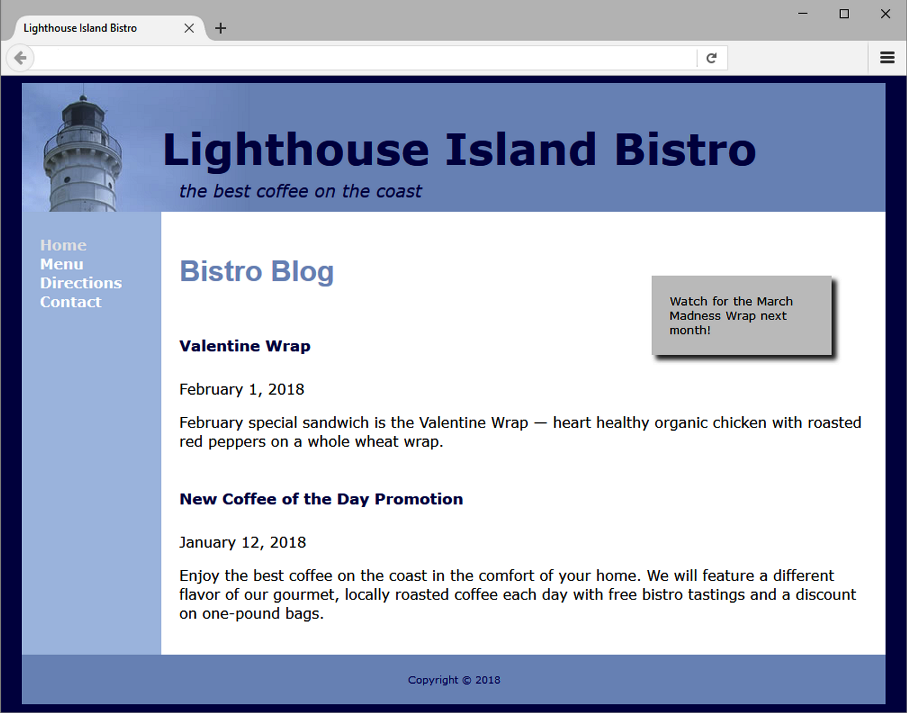 Lighthouse Island Bistro
Lighthouse Island Bistro
the best coffee on the coast
Home
Menu
Directions
Contact
Bistro Blog
Watch for the March
Madness Wrap next
month!
Valentine Wrap
February 1, 2018
February special sandwich is the Valentine Wrap — heart healthy organic chicken with roasted
red peppers on a whole wheat wrap.
New Coffee of the Day Promotion
January 12, 2018
Enjoy the best coffee on the coast in the comfort of your home. We will feature a different
flavor of our gourmet, locally roasted coffee each day with free bistro tastings and a discount
on one-pound bags.
Copyright © 2018